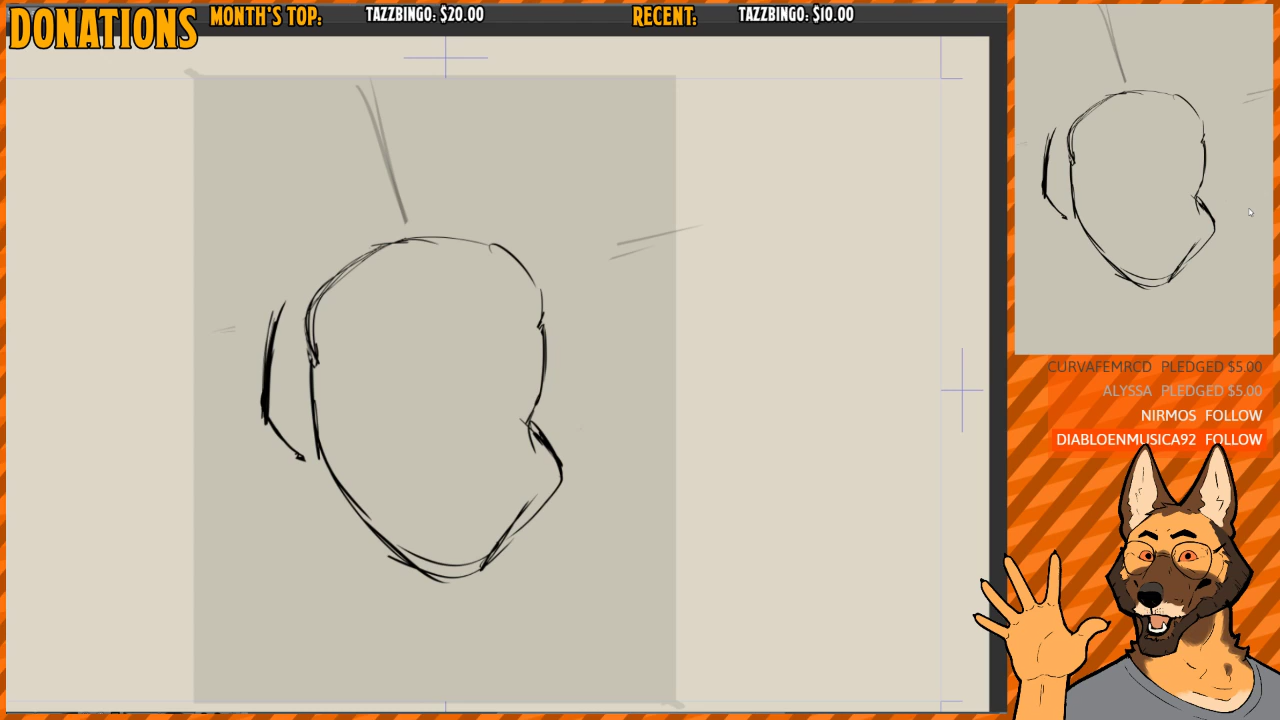 DONATIONS
MONTH'S TOP: TAZZBINGO: $20.00 RECENT: TAZZBINGO: $10.00
CURVAFEMRCD PLEDGED $5.00
ALYSSA PLEDGED $5.00
NIRMOS FOLLOW
DIABLOENMUSICA92 FOLLOW